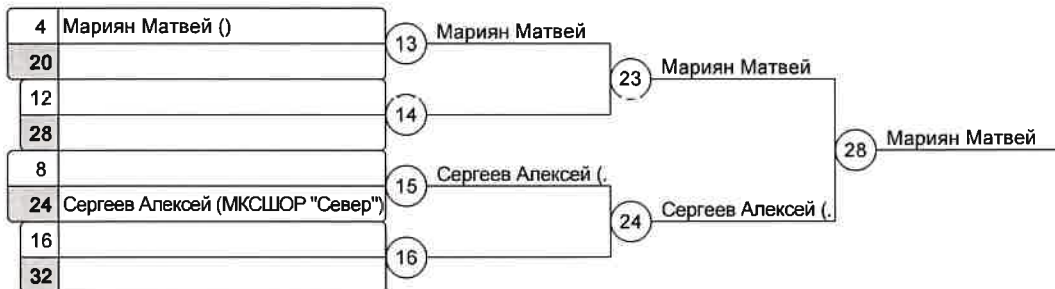 4 Мариян Матвей ()
20
12
28
8
24 Сергеев Алексей (МКСШОР "Север")
16
32
13 Мариян Матвей
14
15 Сергеев Алексей (.
16
23 Мариян Матвей
24 Сергеев Алексей (.
28 Мариян Матвей